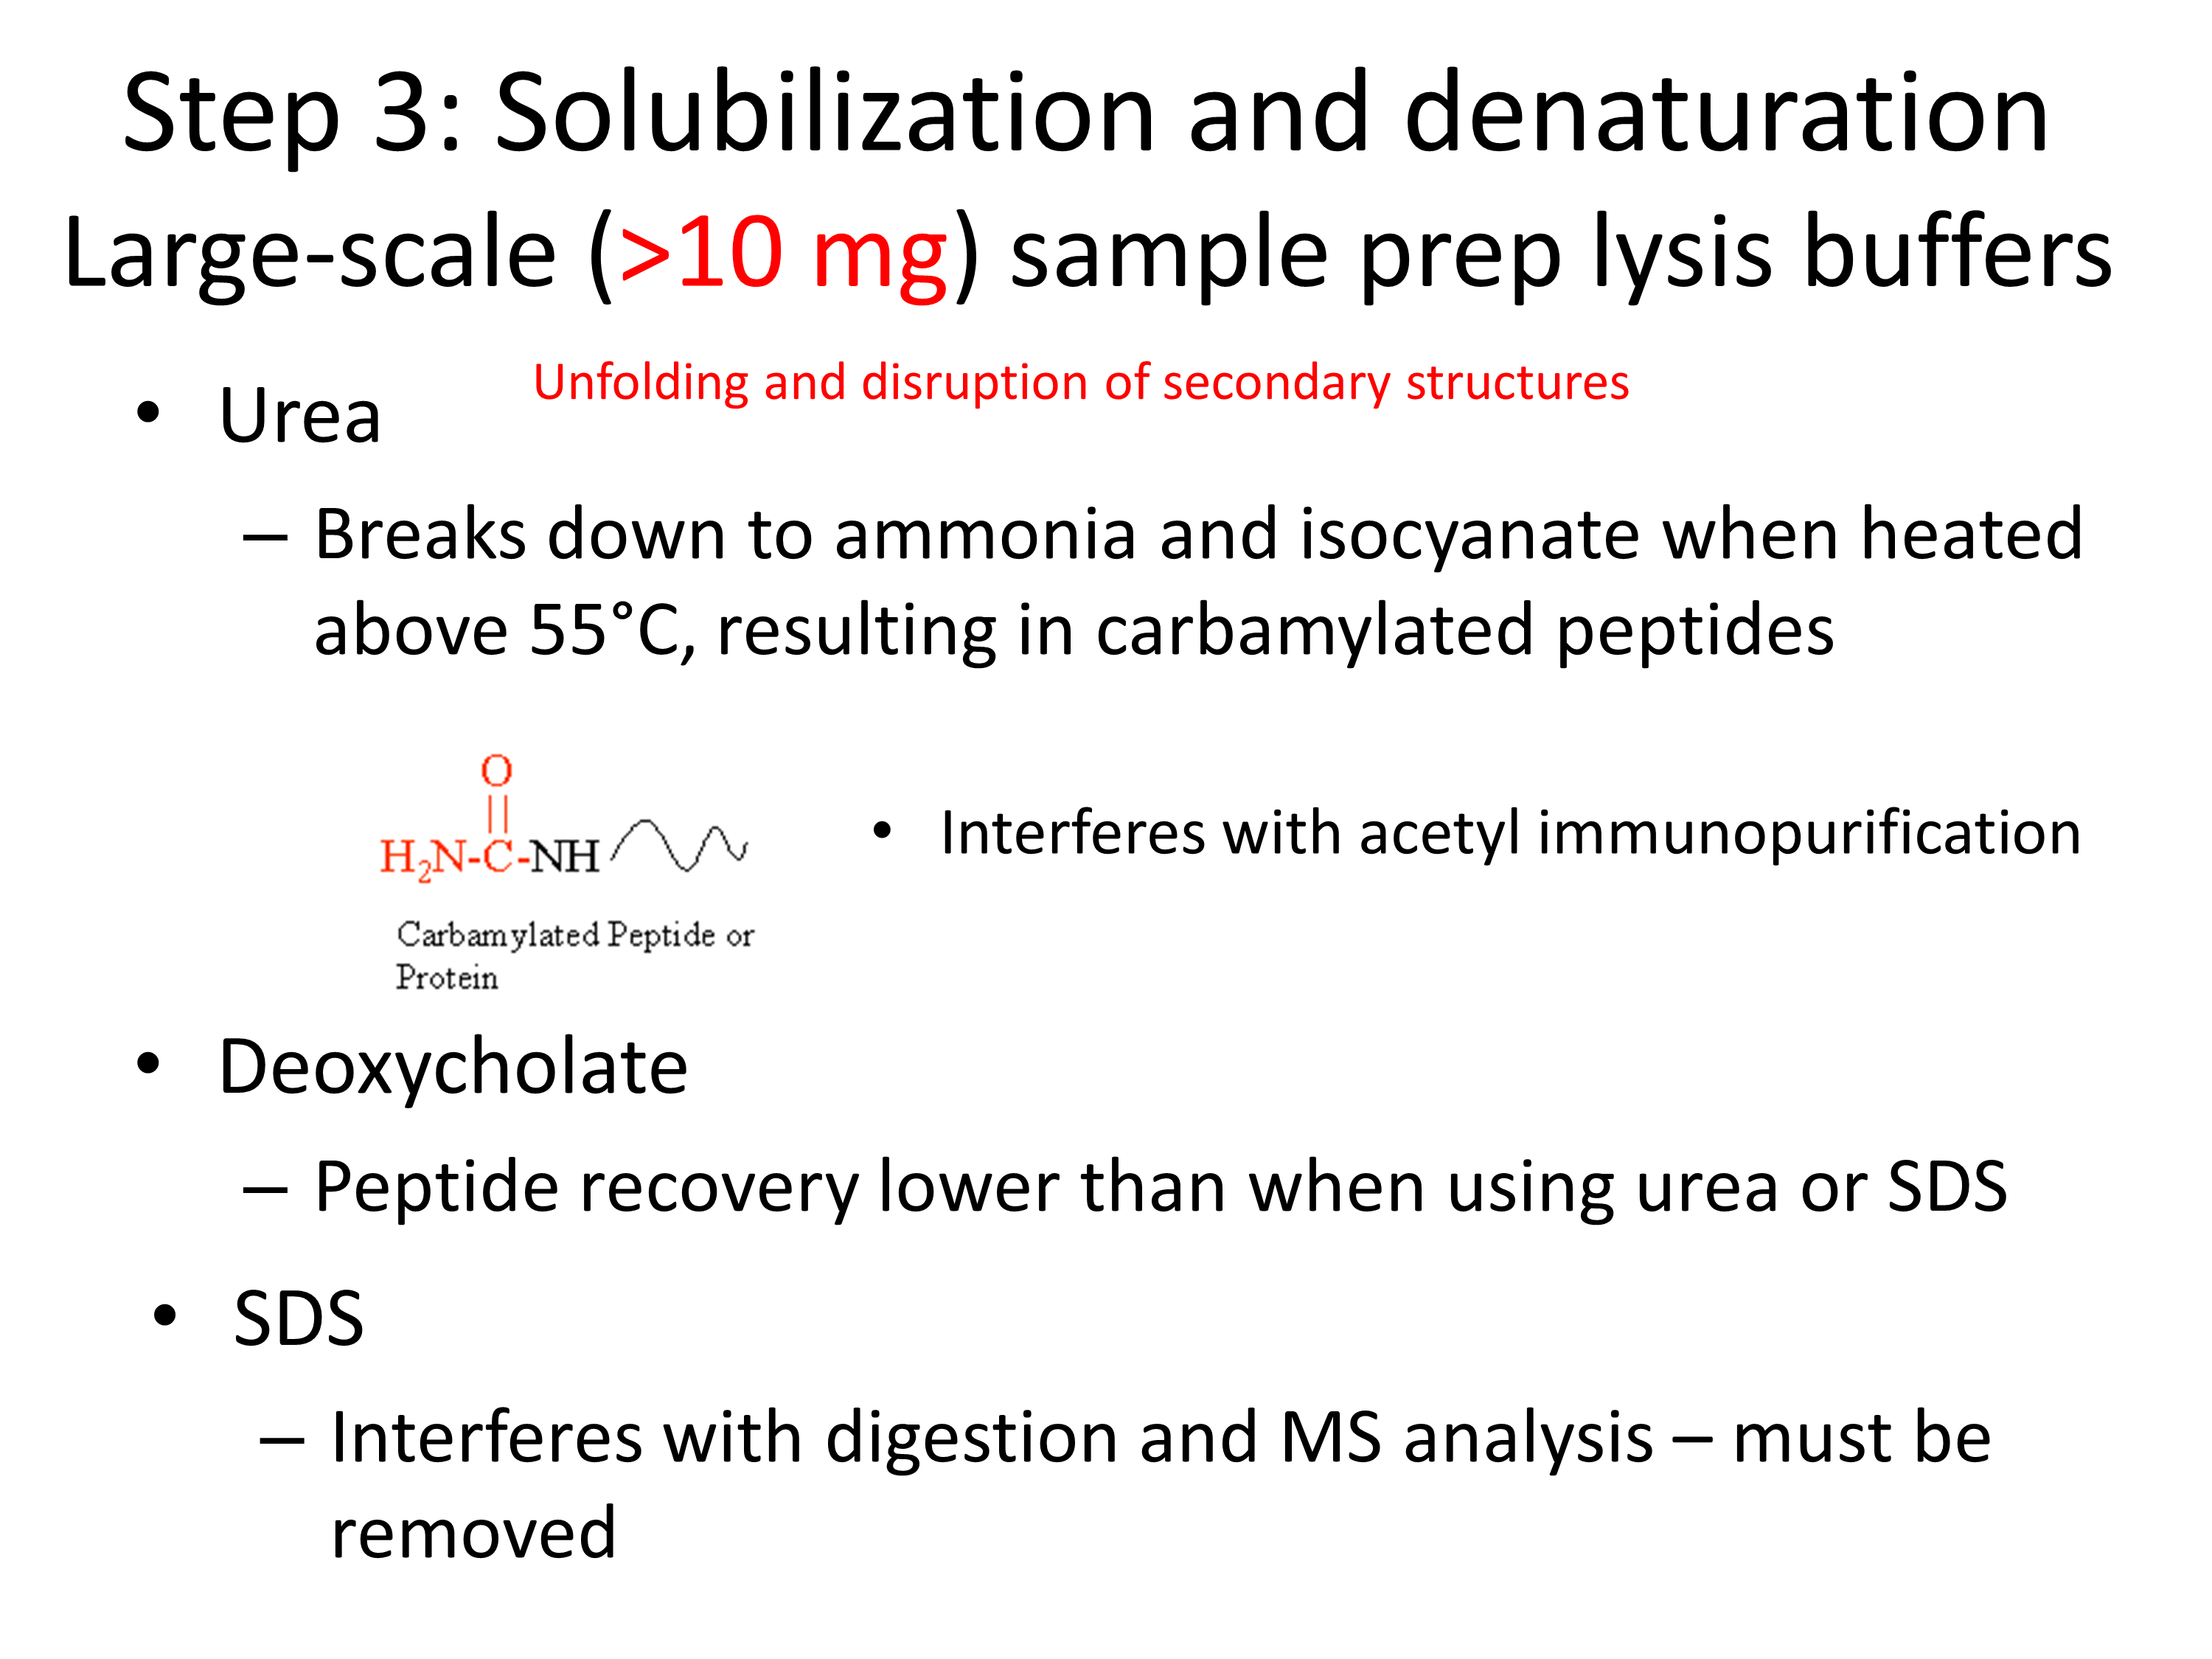 Step 3: Solubilization and denaturation
Large-scale (>10 mg) sample prep lysis buffers
Unfolding and disruption of secondary structures
• Urea
– Breaks down to ammonia and isocyanate when heated
above 55°C, resulting in carbamylated peptides
O
H₂N-C-NH
• Interferes with acetyl immunopurification
Carbamylated Peptide or
Protein
• Deoxycholate
– Peptide recovery lower than when using urea or SDS
• SDS
– Interferes with digestion and MS analysis – must be
removed